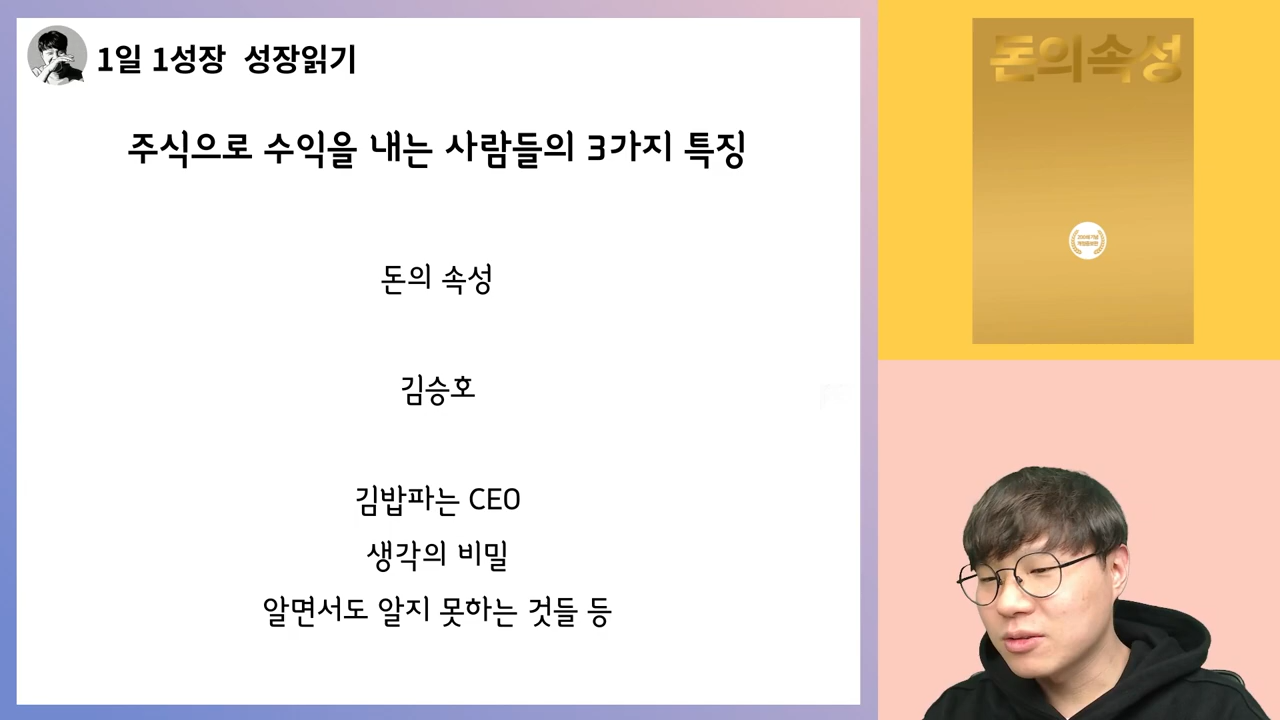 1일 1성장 성장읽기
주식으로 수익을 내는 사람들의 3가지 특징
돈의 속성
김승호
김밥파는 CEO
생각의 비밀
알면서도 알지 못하는 것들 등
돈의 속성